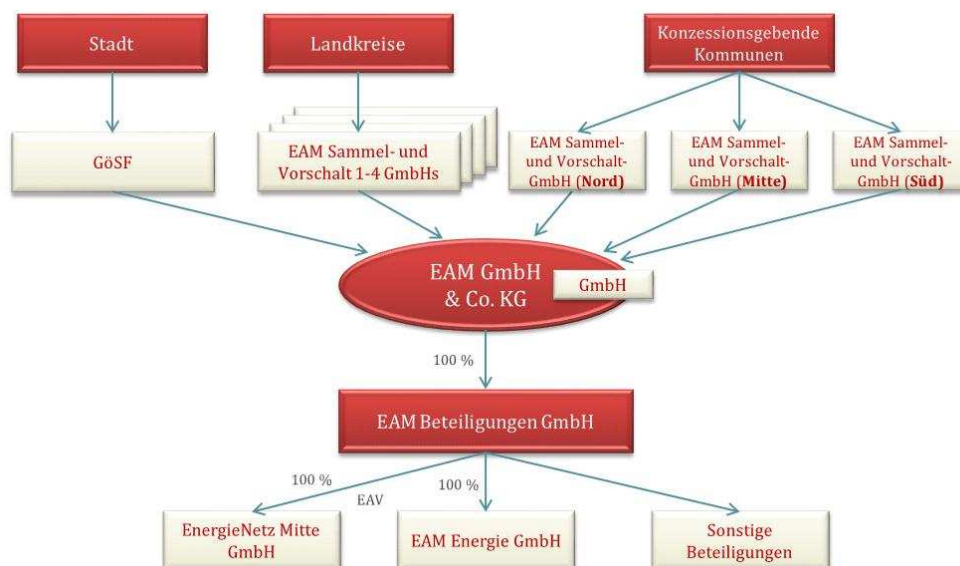 Stadt
Landkreise
Konzessionsgebende
Kommunen
GöSF
EAM Sammel- und
Vorschalt 1-4 GmbHs
EAM Sammel-
und Vorschalt-
GmbH (Nord)
EAM Sammel-
und Vorschalt-
GmbH (Mitte)
EAM Sammel-
und Vorschalt-
GmbH (Süd)
EAM GmbH
& Co. KG
GmbH
100 %
EAM Beteiligungen GmbH
100 %
EAV
100 %
EnergieNetz Mitte
GmbH
EAM Energie GmbH
Sonstige
Beteiligungen